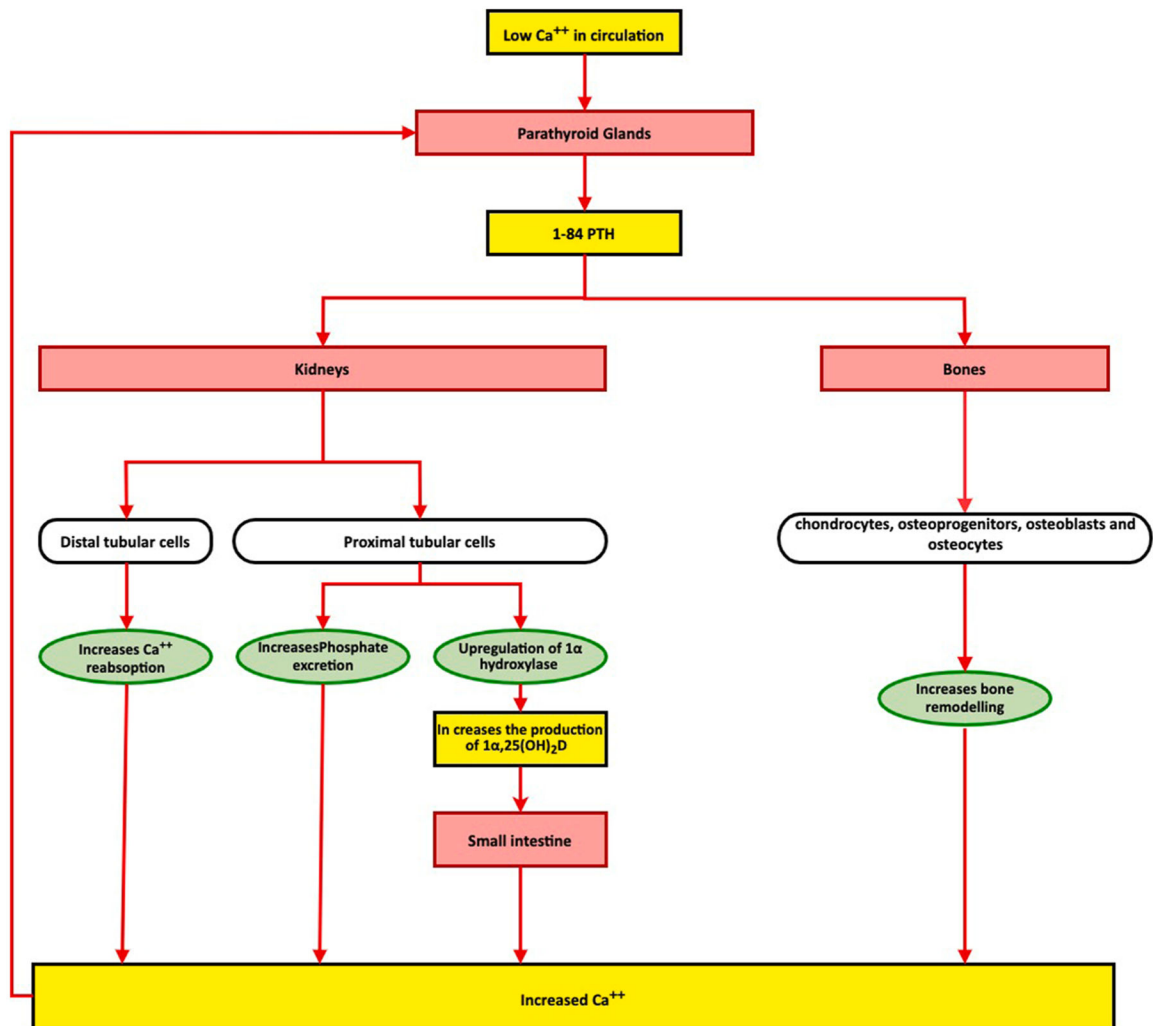 Low Ca++ in circulation
Parathyroid Glands
1-84 PTH
Kidneys
Bones
Distal tubular cells
Proximal tubular cells
chondrocytes, osteoprogenitors, osteoblasts and
osteocytes
Increases Ca++
reabsoption
IncreasesPhosphate
excretion
Upregulation of 1α
hydroxylase
Increases bone
remodelling
In creases the production
of 1α,25(OH)2D
Small intestine
Increased Ca++